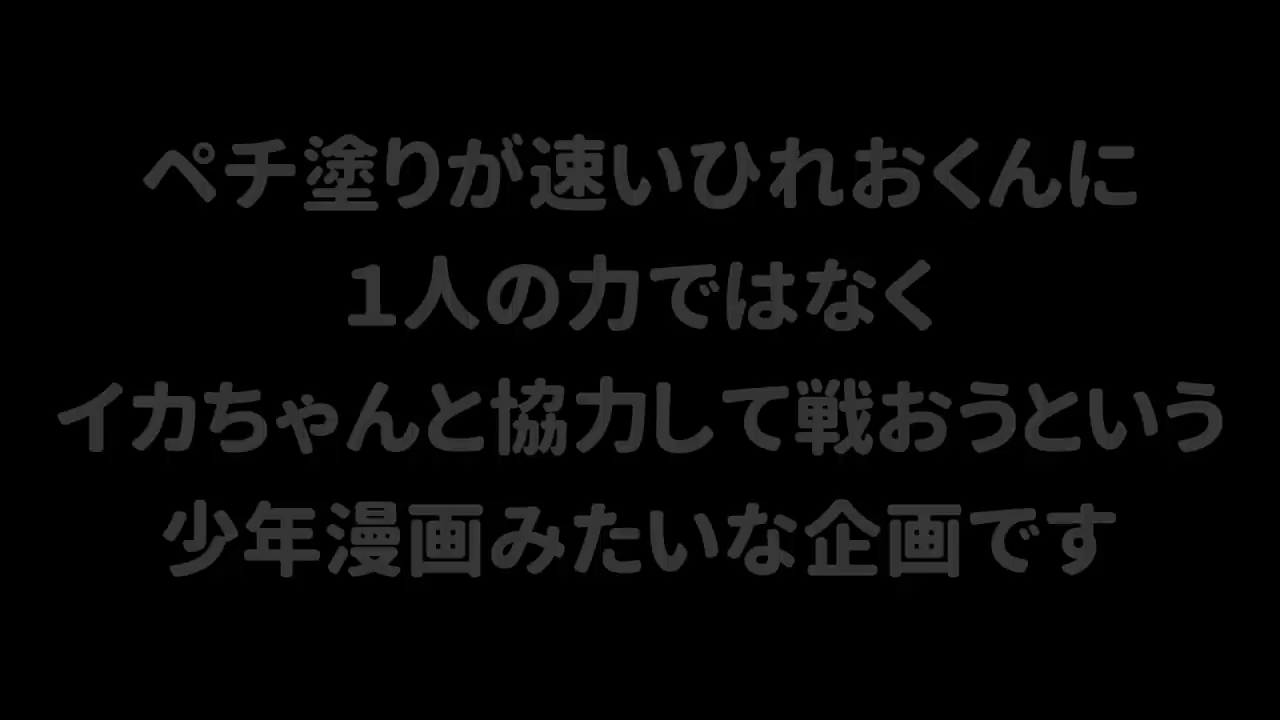 ペチ塗りが速いひれおくんに
1人の力ではなく
イカちゃんと協力して戦おうという
少年漫画みたいな企画です